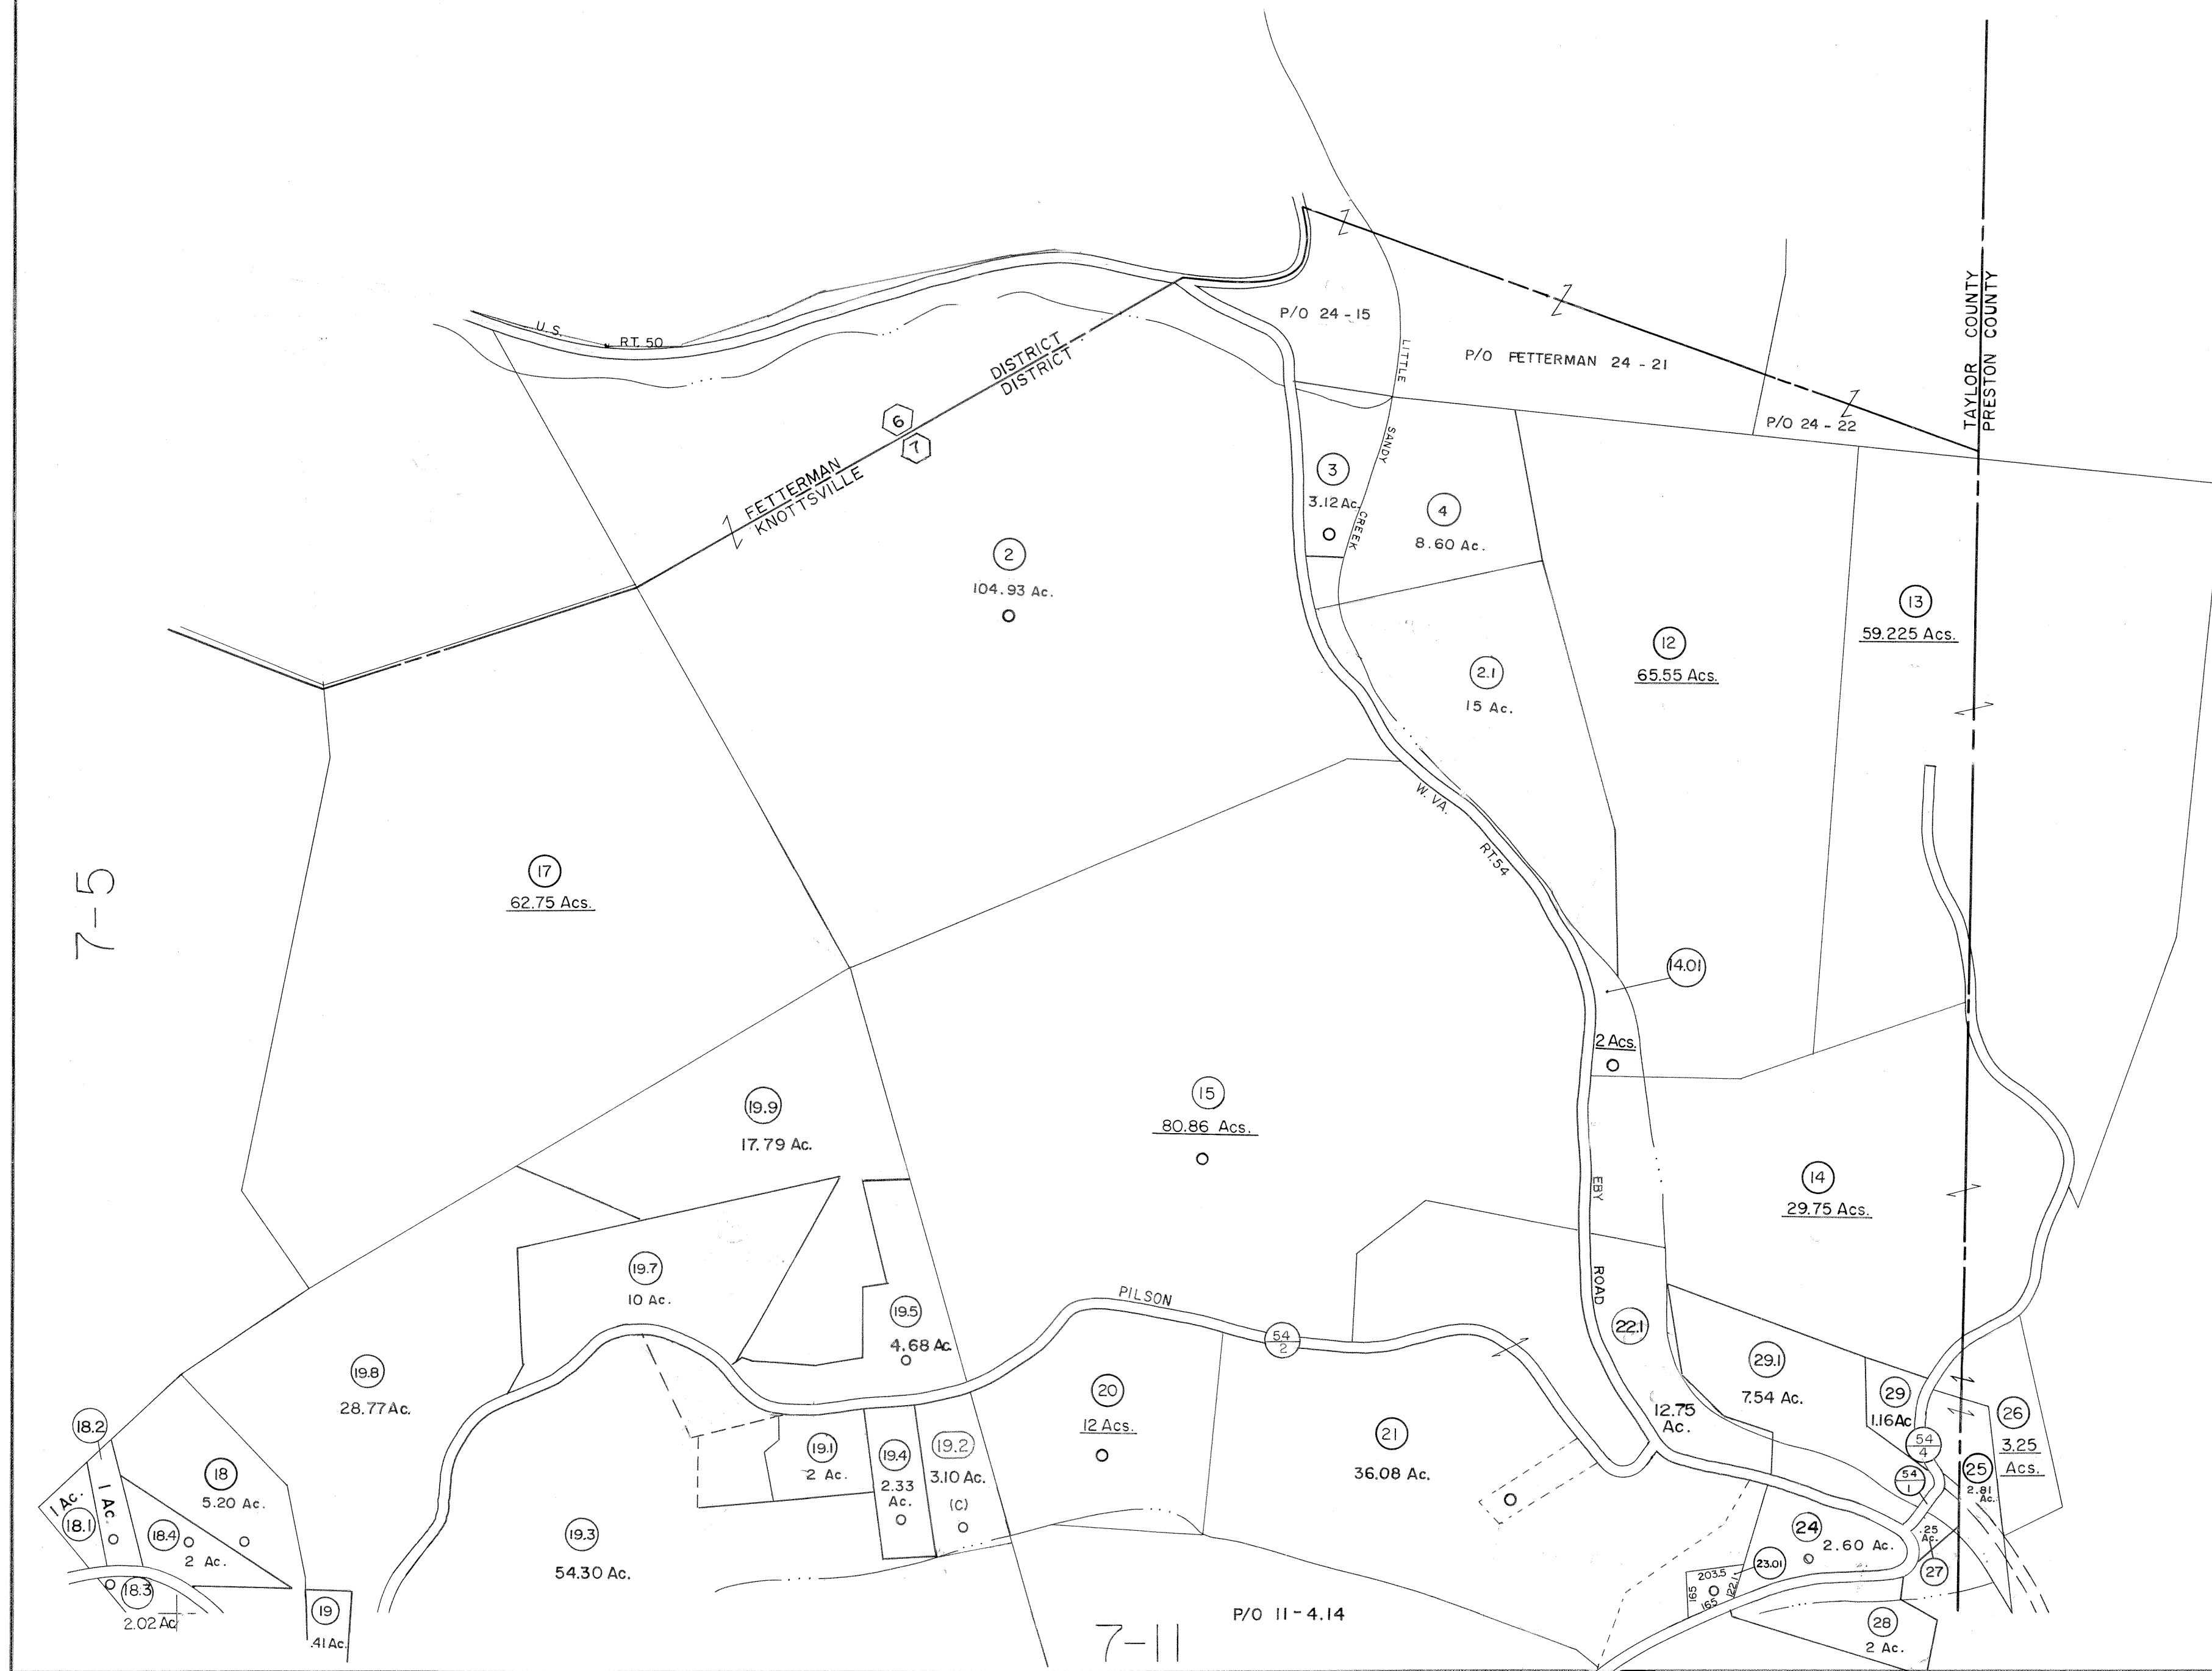 U.S.
RT. 50
DISTRICT
DISTRICT
FETTERMAN
KNOTTSVILLE
6
7
P/O 24-15
P/O FETTERMAN 24-21
P/O 24-22
TAYLOR COUNTY
PRESTON COUNTY
LITTLE
SANDY
CREEK
3
3.12 Ac.
4
8.60 Ac.
2
104.93 Ac.
2.1
15 Ac.
12
65.55 Acs.
13
59.225 Acs.
W. VA.
RT. 54
7-5
17
62.75 Acs.
14.01
2 Acs.
15
80.86 Acs.
19.9
17.79 Ac.
14
29.75 Acs.
EBY
ROAD
19.7
10 Ac.
19.5
4.68 Ac.
PILSON
54
2
22.1
12.75
Ac.
29.1
7.54 Ac.
29
1.16 Ac
26
3.25
Acs.
54
4
54
1
25
2.81
Ac.
19.8
28.77 Ac.
18.2
1 Ac.
1 Ac.
18.1
18
5.20 Ac.
18.4
2 Ac.
18.3
2.02 Ac
19
.41 Ac.
19.3
54.30 Ac.
19.1
2 Ac.
19.4
2.33
Ac.
19.2
3.10 Ac.
(C)
20
12 Acs.
21
36.08 Ac.
24
2.60 Ac.
.25
Ac.
27
23.01
203.5
165
122.1
165
28
2 Ac.
P/O 11-4.14
7-11